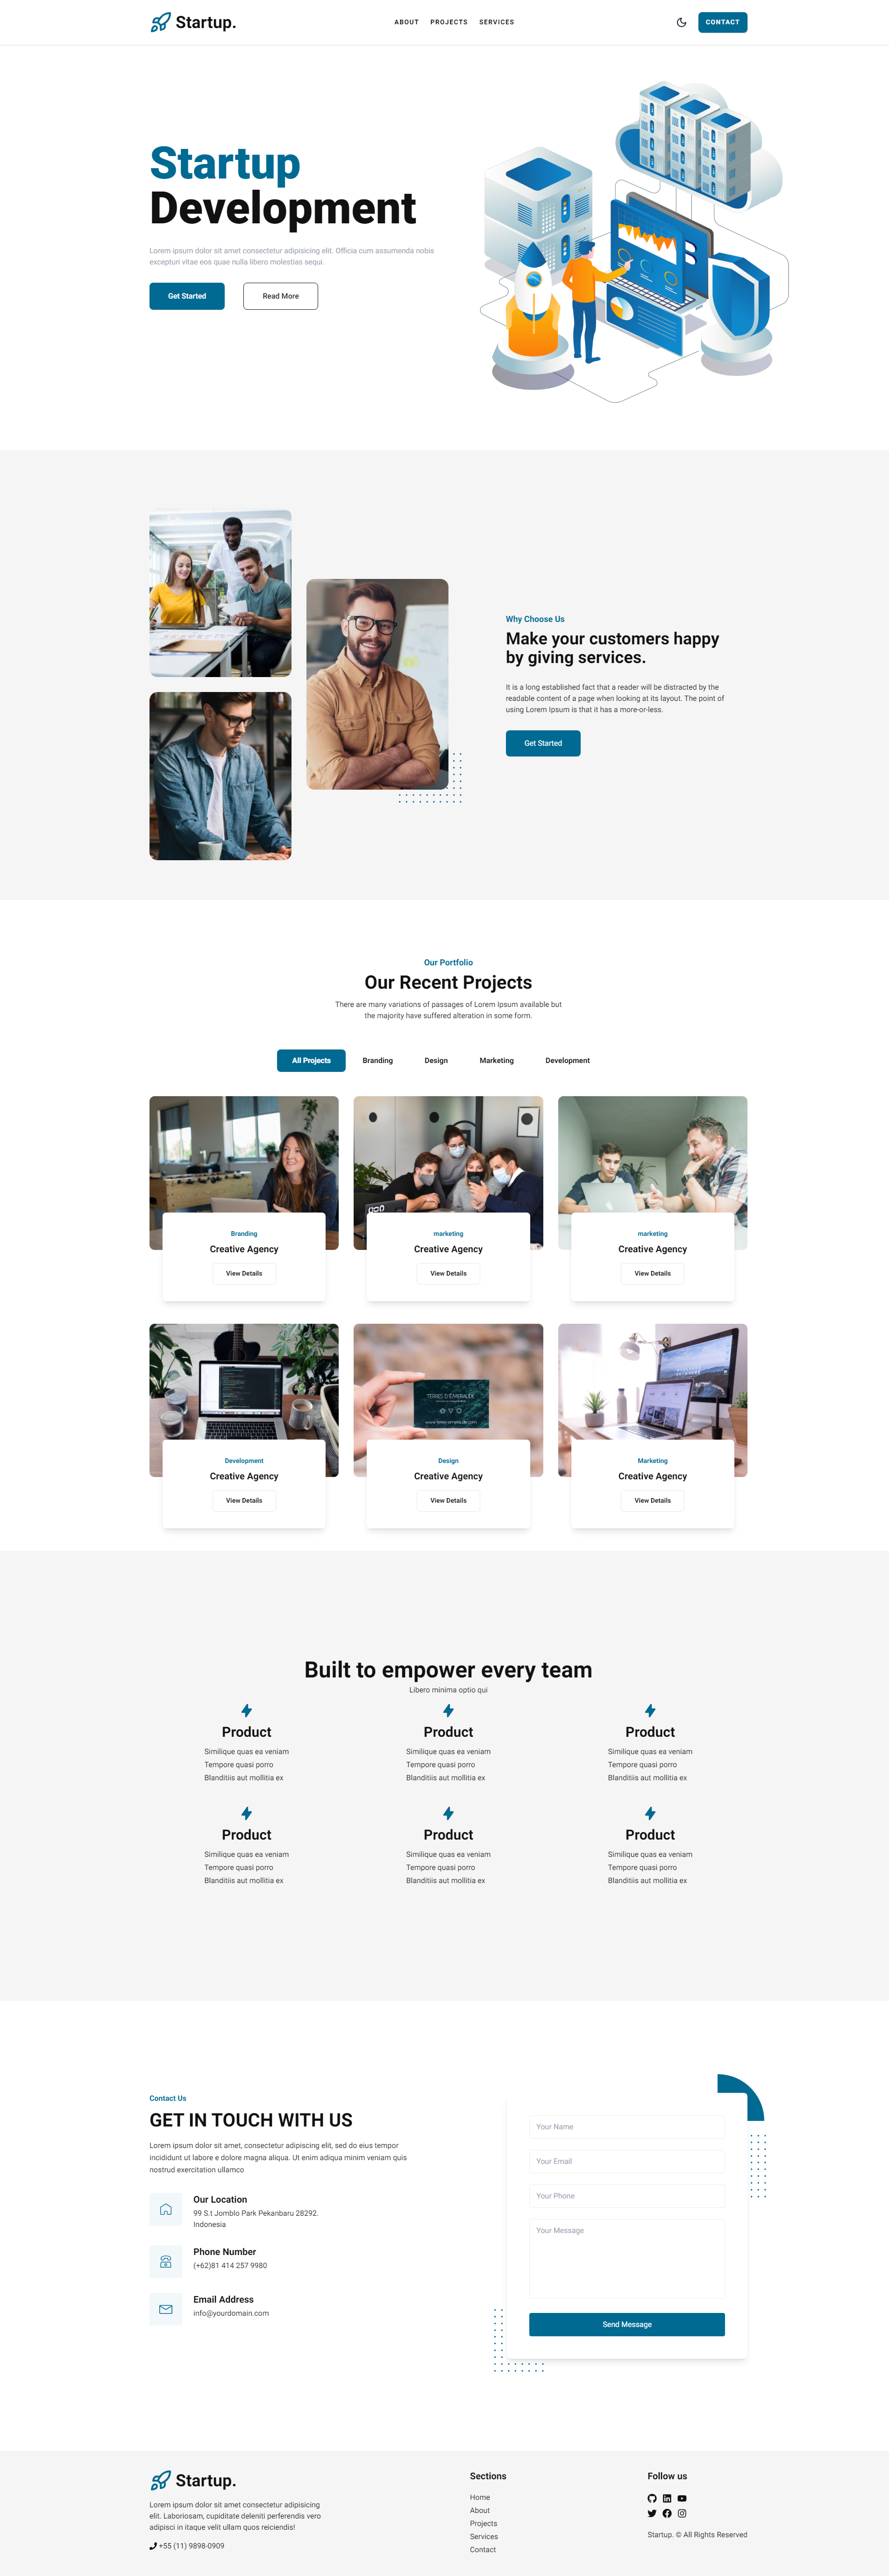 Startup.
ABOUT PROJECTS SERVICES
CONTACT
Startup
Development
Lorem ipsum dolor sit amet consectetur adipisicing elit. Officia cum assumenda nobis
excepturi vitae eos quae nulla libero molestias sequi.
Get Started
Read More
Why Choose Us
Make your customers happy
by giving services.
It is a long established fact that a reader will be distracted by the
readable content of a page when looking at its layout. The point of
using Lorem Ipsum is that it has a more-or-less.
Get Started
Our Portfolio
Our Recent Projects
There are many variations of passages of Lorem Ipsum available but
the majority have suffered alteration in some form.
All Projects
Branding
Design
Marketing
Development
Branding
Creative Agency
View Details
marketing
Creative Agency
View Details
marketing
Creative Agency
View Details
TERRES D'ÉMERAUDE
Development
Creative Agency
View Details
Design
Creative Agency
View Details
Marketing
Creative Agency
View Details
Built to empower every team
Libero minima optio qui
Product
Similique quas ea veniam
Tempore quasi porro
Blanditiis aut mollitia ex
Product
Similique quas ea veniam
Tempore quasi porro
Blanditiis aut mollitia ex
Product
Similique quas ea veniam
Tempore quasi porro
Blanditiis aut mollitia ex
Product
Similique quas ea veniam
Tempore quasi porro
Blanditiis aut mollitia ex
Product
Similique quas ea veniam
Tempore quasi porro
Blanditiis aut mollitia ex
Product
Similique quas ea veniam
Tempore quasi porro
Blanditiis aut mollitia ex
Contact Us
GET IN TOUCH WITH US
Lorem ipsum dolor sit amet, consectetur adipiscing elit, sed do eius tempor
incididunt ut labore e dolore magna aliqua. Ut enim adiqua minim veniam quis
nostrud exercitation ullamco
Our Location
99 S.t Jomblo Park Pekanbaru 28292.
Indonesia
Phone Number
(+62)81 414 257 9980
Email Address
info@yourdomain.com
Your Name
Your Email
Your Phone
Your Message
Send Message
Startup.
Lorem ipsum dolor sit amet consectetur adipisicing
elit. Laboriosam, cupiditate deleniti perferendis vero
adipisci in itaque velit ullam quos reiciendis!
+55 (11) 9898-0909
Sections
Home
About
Projects
Services
Contact
Follow us
Startup. © All Rights Reserved